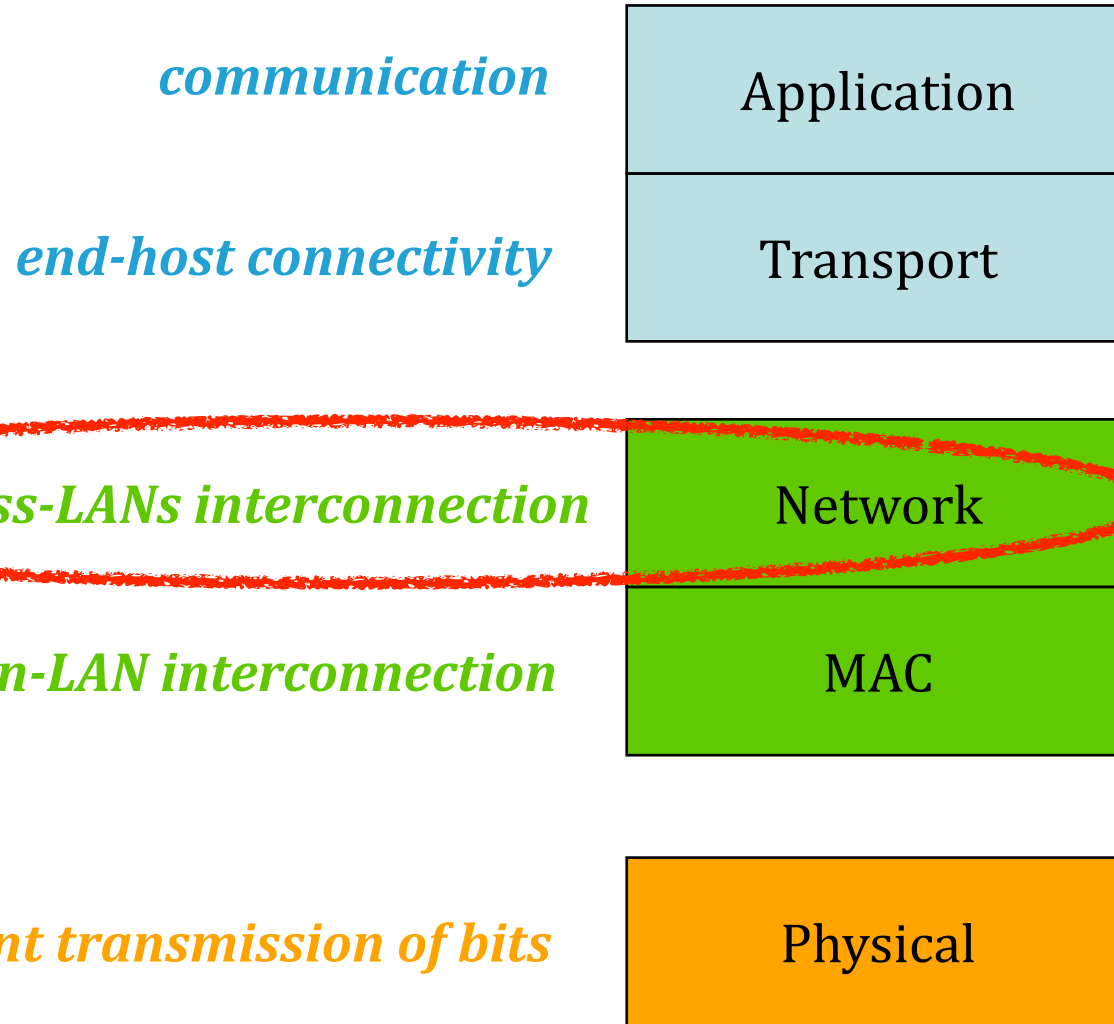 communication
Application
end-host connectivity
Transport
ss-LANs interconnection
Network
n-LAN interconnection
MAC
nt transmission of bits
Physical